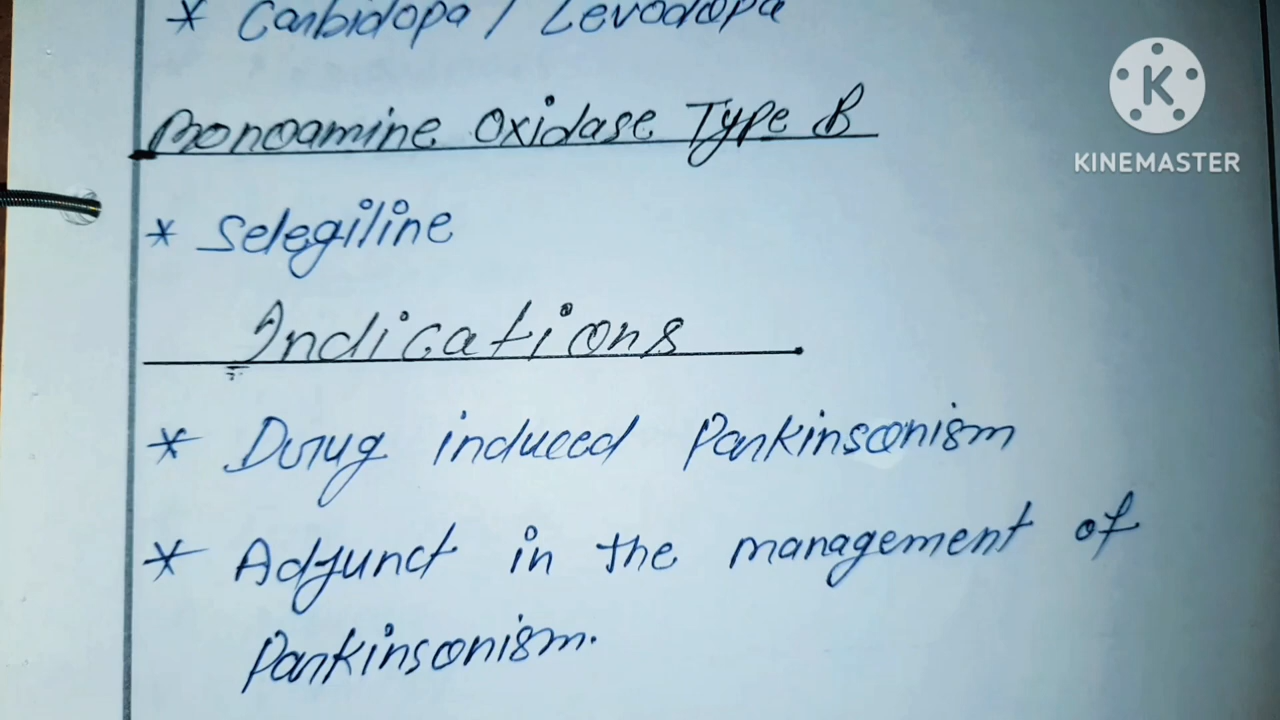 * Carbidopa / Levodopa
Monoamine Oxidase Type B
* Selegiline
Indications
* Drug induced Parkinsonism
* Adjunct in the management of
Parkinsonism.
K
KINEMASTER